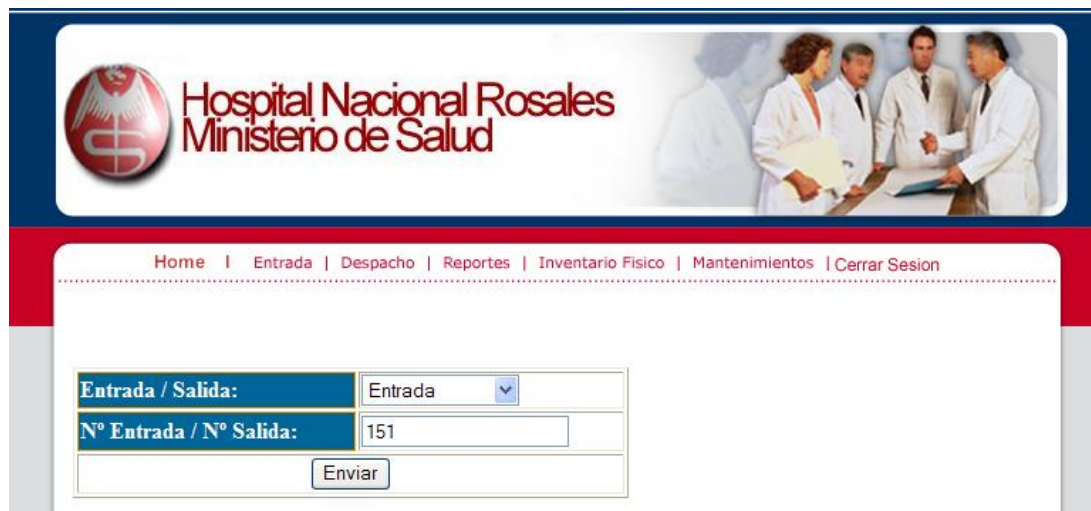 Hospital Nacional Rosales
Ministerio de Salud
Home | Entrada | Despacho | Reportes | Inventario Fisico | Mantenimientos | Cerrar Sesion
Entrada / Salida: Entrada
Nº Entrada / Nº Salida: 151
Enviar